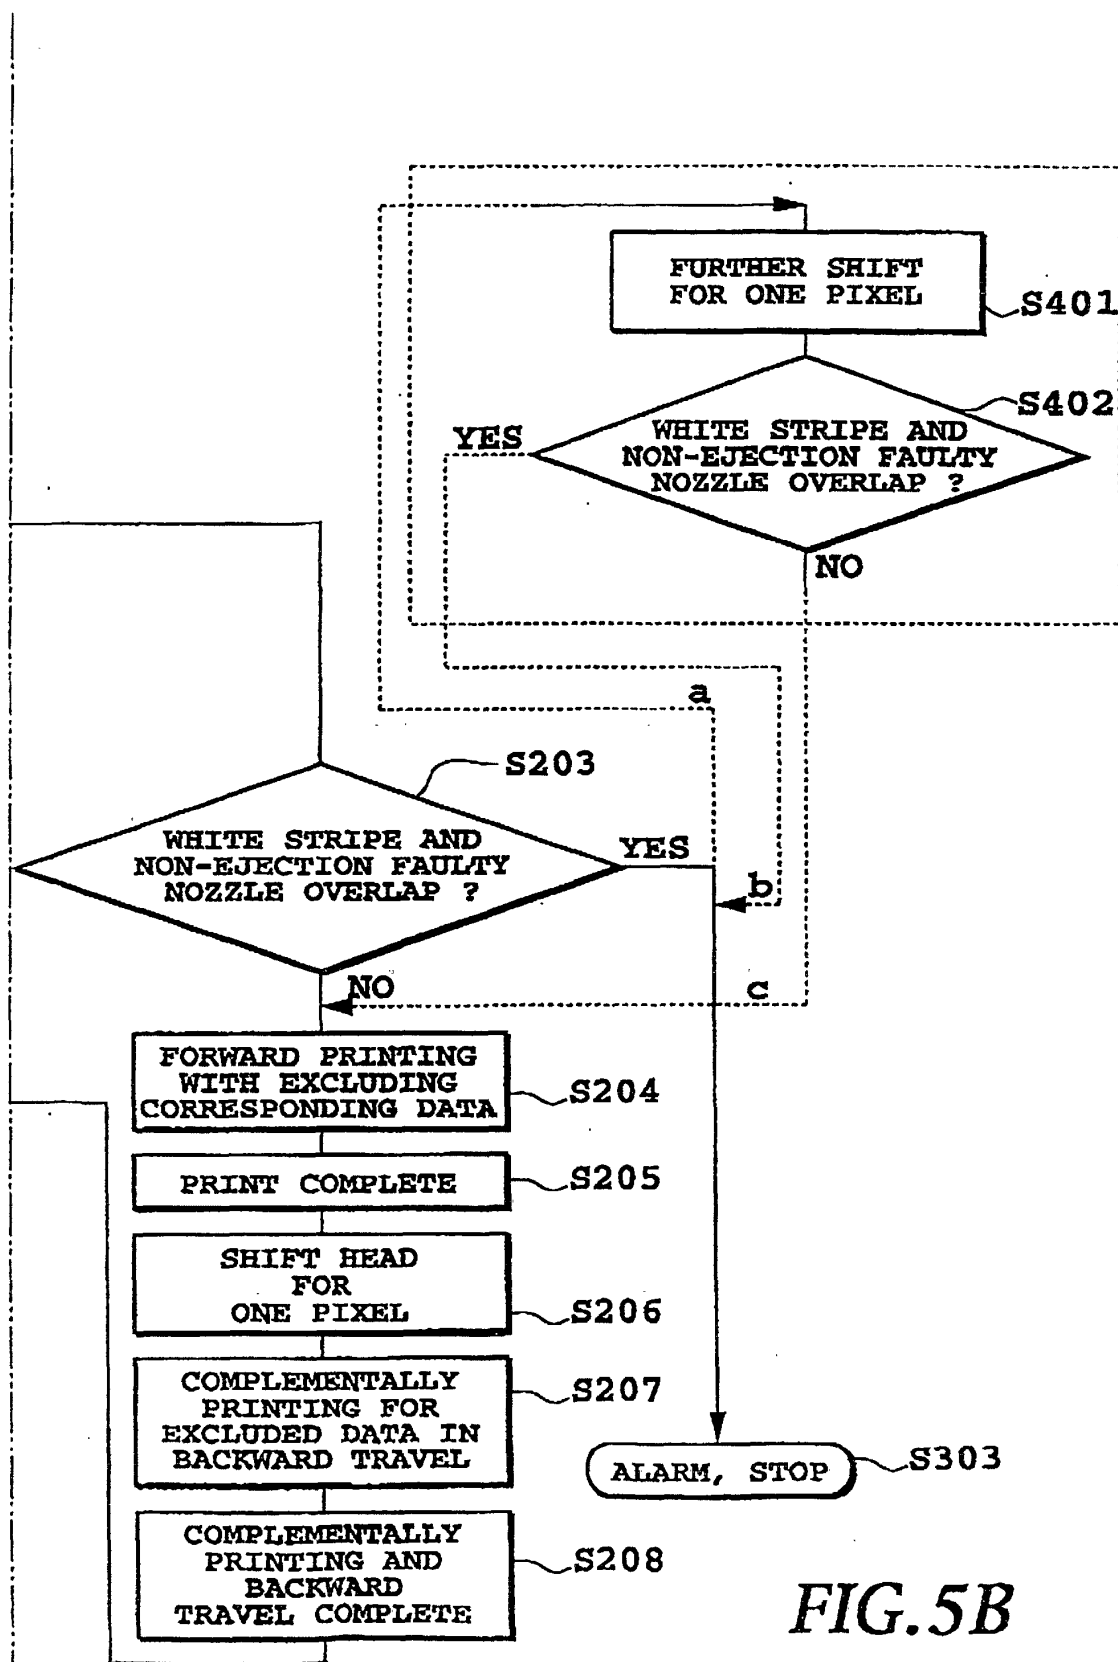 FURTHER SHIFT
FOR ONE PIXEL
S401
S402
YES
WHITE STRIPE AND
NON-EJECTION FAULTY
NOZZLE OVERLAP ?
NO
a
S203
WHITE STRIPE AND
NON-EJECTION FAULTY
NOZZLE OVERLAP ?
YES
b
NO
c
FORWARD PRINTING
WITH EXCLUDING
CORRESPONDING DATA
S204
PRINT COMPLETE
S205
SHIFT HEAD
FOR
ONE PIXEL
S206
COMPLEMENTALLY
PRINTING FOR
EXCLUDED DATA IN
BACKWARD TRAVEL
S207
ALARM, STOP
S303
COMPLEMENTALLY
PRINTING AND
BACKWARD
TRAVEL COMPLETE
S208
FIG.5B